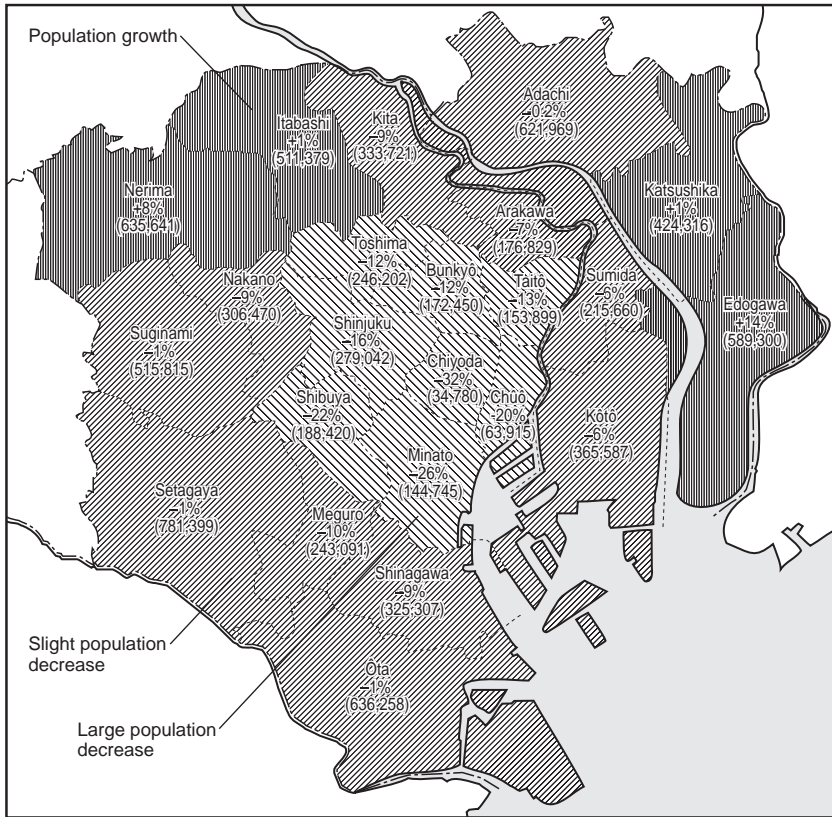 Population growth
Adachi
–0.2%
(621,969)
Kita
–9%
(333,721)
Itabashi
+1%
(511,379)
Nerima
+8%
(635,641)
Katsushika
+1%
(424,316)
Arakawa
–7%
(176,829)
Toshima
–12%
(246,202)
Bunkyô
–12%
(172,450)
Taitô
–13%
(153,899)
Sumida
–6%
(215,660)
Nakano
–9%
(306,470)
Edogawa
+14%
(589,300)
Suginami
–1%
(515,815)
Shinjuku
–16%
(279,042)
Chiyoda
–32%
(34,780)
Shibuya
–22%
(188,420)
Chûô
–20%
(63,915)
Kôtô
–6%
(365,587)
Minato
–26%
(144,745)
Setagaya
–1%
(781,399)
Meguro
–10%
(243,091)
Shinagawa
–9%
(325,307)
Ôta
–1%
(636,258)
Slight population
decrease
Large population
decrease